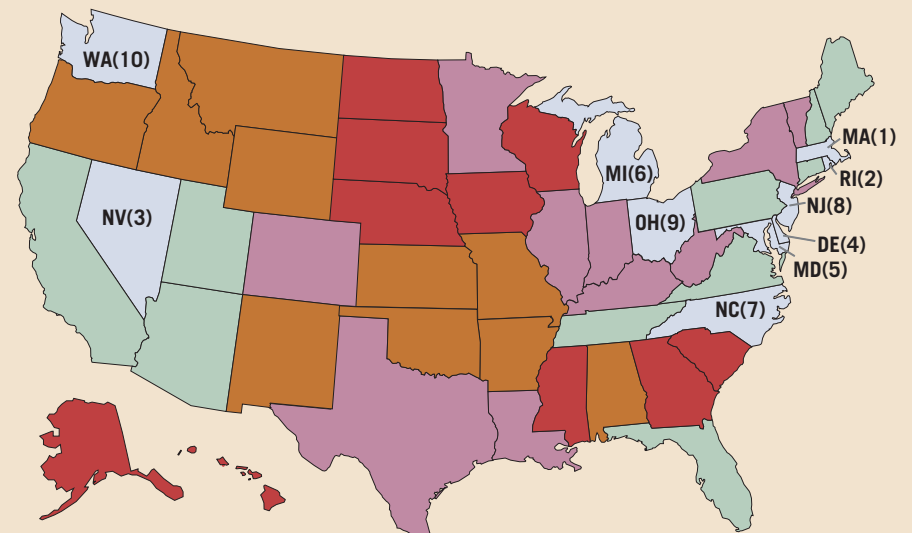 WA(10)
MA(1)
MI(6)
RI(2)
NJ(8)
NV(3)
OH(9)
DE(4)
MD(5)
NC(7)